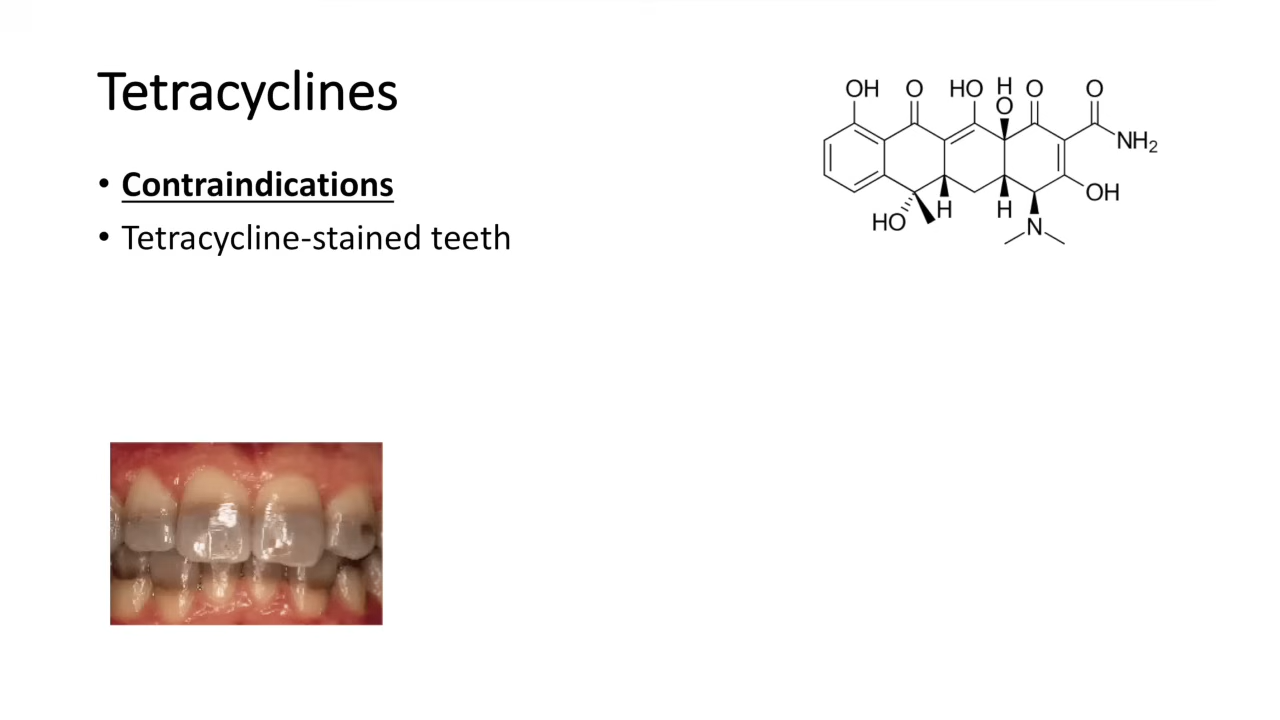 Tetracyclines
• Contraindications
• Tetracycline-stained teeth
OH O HO H O O O
NH2
OH
HO H H N